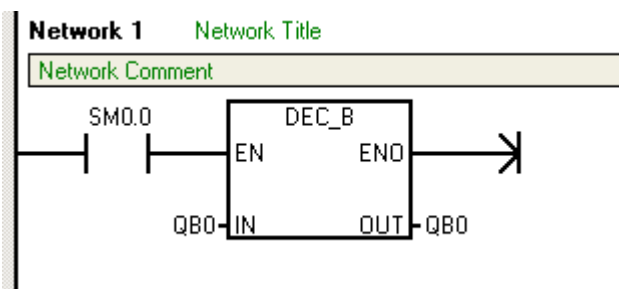 Network 1 Network Title
Network Comment
SM0.0
DEC_B
EN ENO
QB0 IN OUT QB0